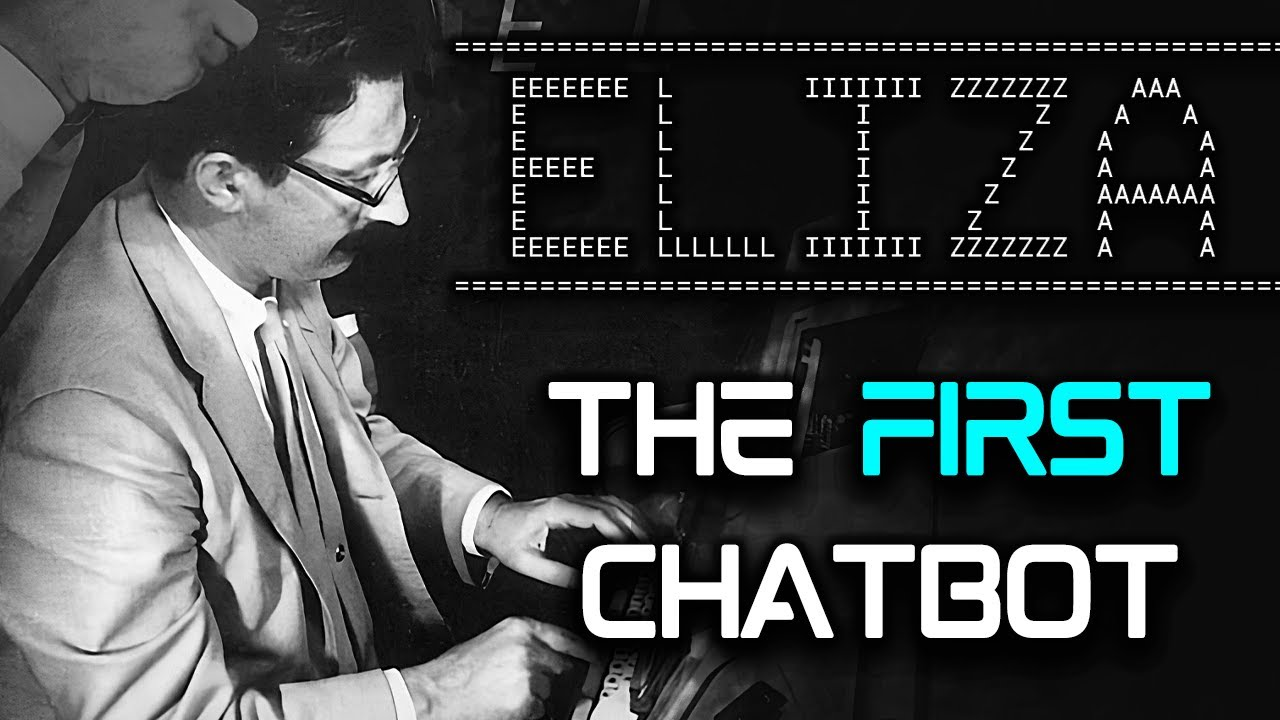 ==================================================
EEEEEEE L IIIIIII ZZZZZZZ AAA
E L I Z A A
E L I Z A A
EEEEE L I Z A A
E L I Z AAAAAAA
E L I Z A A
EEEEEEE LLLLLLL IIIIIII ZZZZZZZ A A
==================================================
THE FIRST
CHATBOT